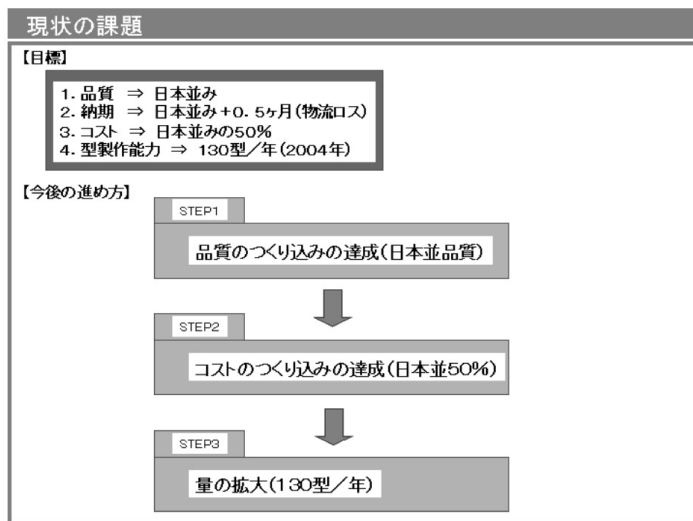 現状の課題
【目標】
1. 品質 ⇒ 日本並み
2. 納期 ⇒ 日本並み+0.5ヶ月(物流ロス)
3. コスト ⇒ 日本並みの50%
4. 型製作能力 ⇒ 130型/年(2004年)
【今後の進め方】
STEP1
品質のつくり込みの達成(日本並品質)
STEP2
コストのつくり込みの達成(日本並50%)
STEP3
量の拡大(130型/年)